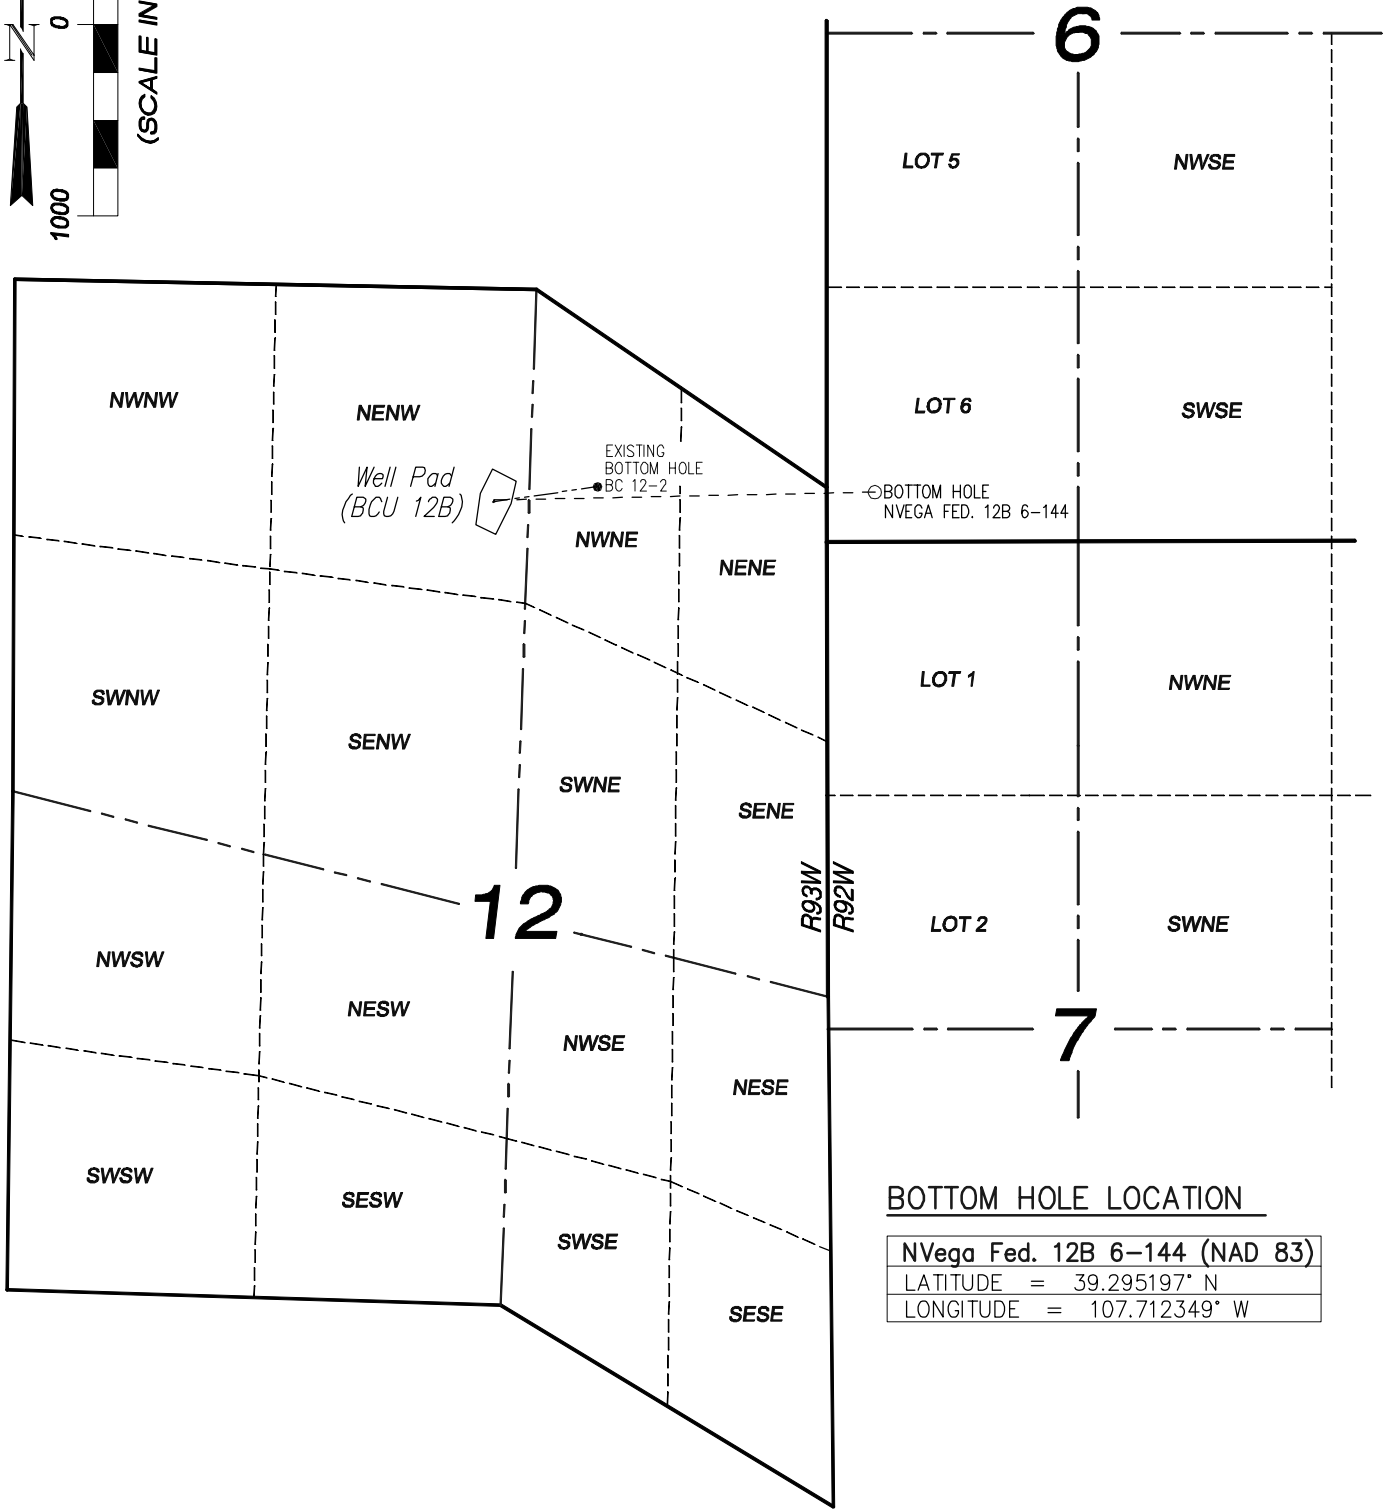 N
0
1000
(SCALE IN
6
LOT 5
NWSE
LOT 6
SWSE
NWNW
NENW
Well Pad
(BCU 12B)
EXISTING
BOTTOM HOLE
BC 12-2
BOTTOM HOLE
NVEGA FED. 12B 6-144
NWNE
NENE
SWNW
SENW
SWNE
SENE
LOT 1
NWNE
R93W
R92W
12
LOT 2
SWNE
NWSW
NESW
NWSE
NESE
7
SWSW
SESW
SWSE
SESE
BOTTOM HOLE LOCATION
NVega Fed. 12B 6-144 (NAD 83)
LATITUDE = 39.295197° N
LONGITUDE = 107.712349° W